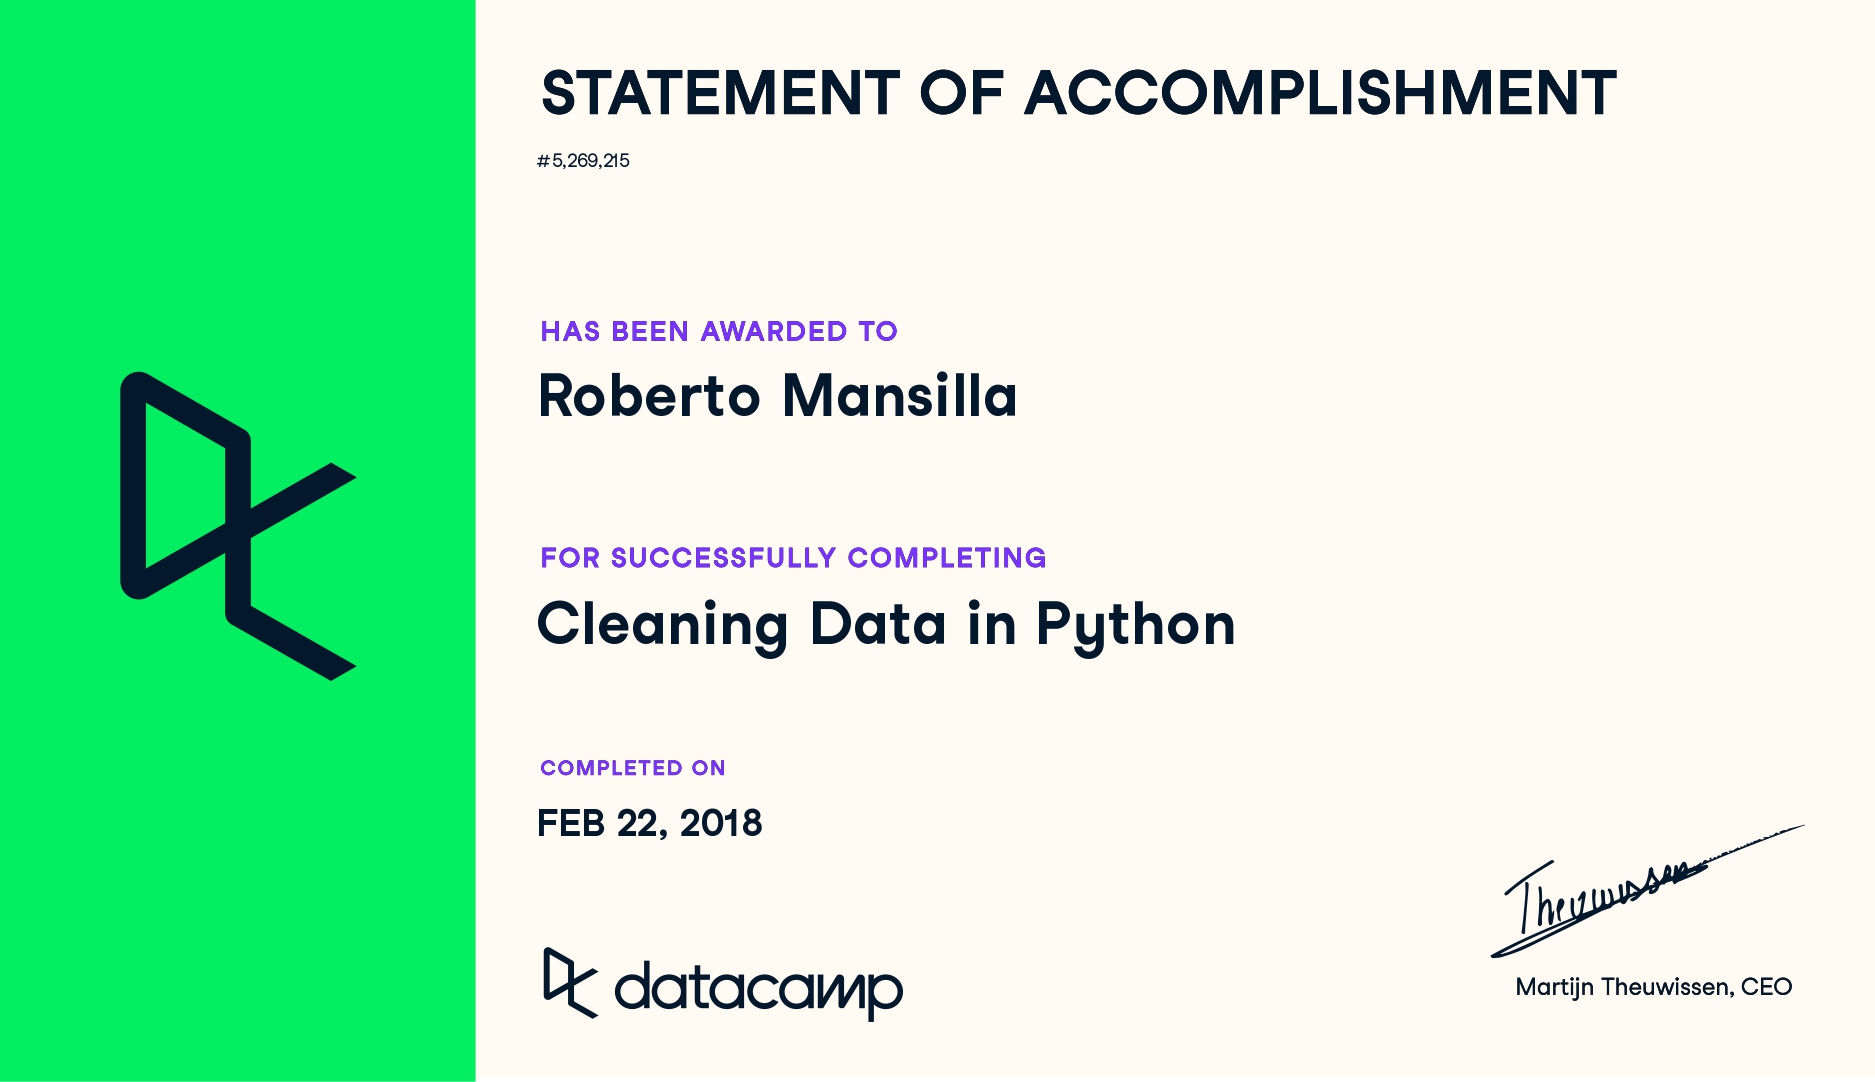 STATEMENT OF ACCOMPLISHMENT
#5,269,215
HAS BEEN AWARDED TO
Roberto Mansilla
FOR SUCCESSFULLY COMPLETING
Cleaning Data in Python
COMPLETED ON
FEB 22, 2018
Theuwissen
datacamp
Martijn Theuwissen, CEO